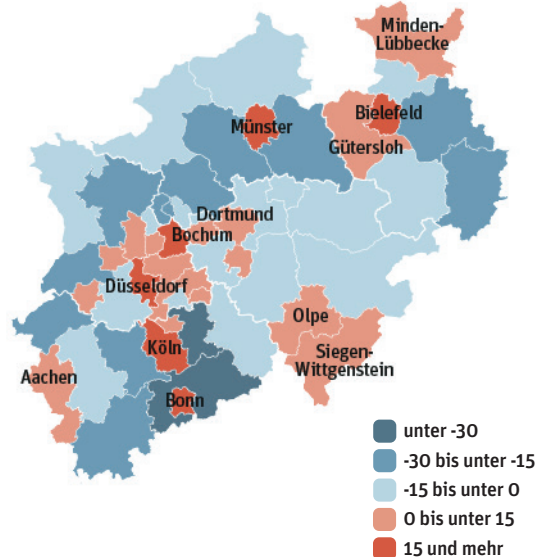 Minden-
Lübbecke
Bielefeld
Münster
Gütersloh
Dortmund
Bochum
Düsseldorf
Olpe
Köln
Siegen-
Wittgenstein
Aachen
Bonn
unter -30
-30 bis unter -15
-15 bis unter 0
0 bis unter 15
15 und mehr